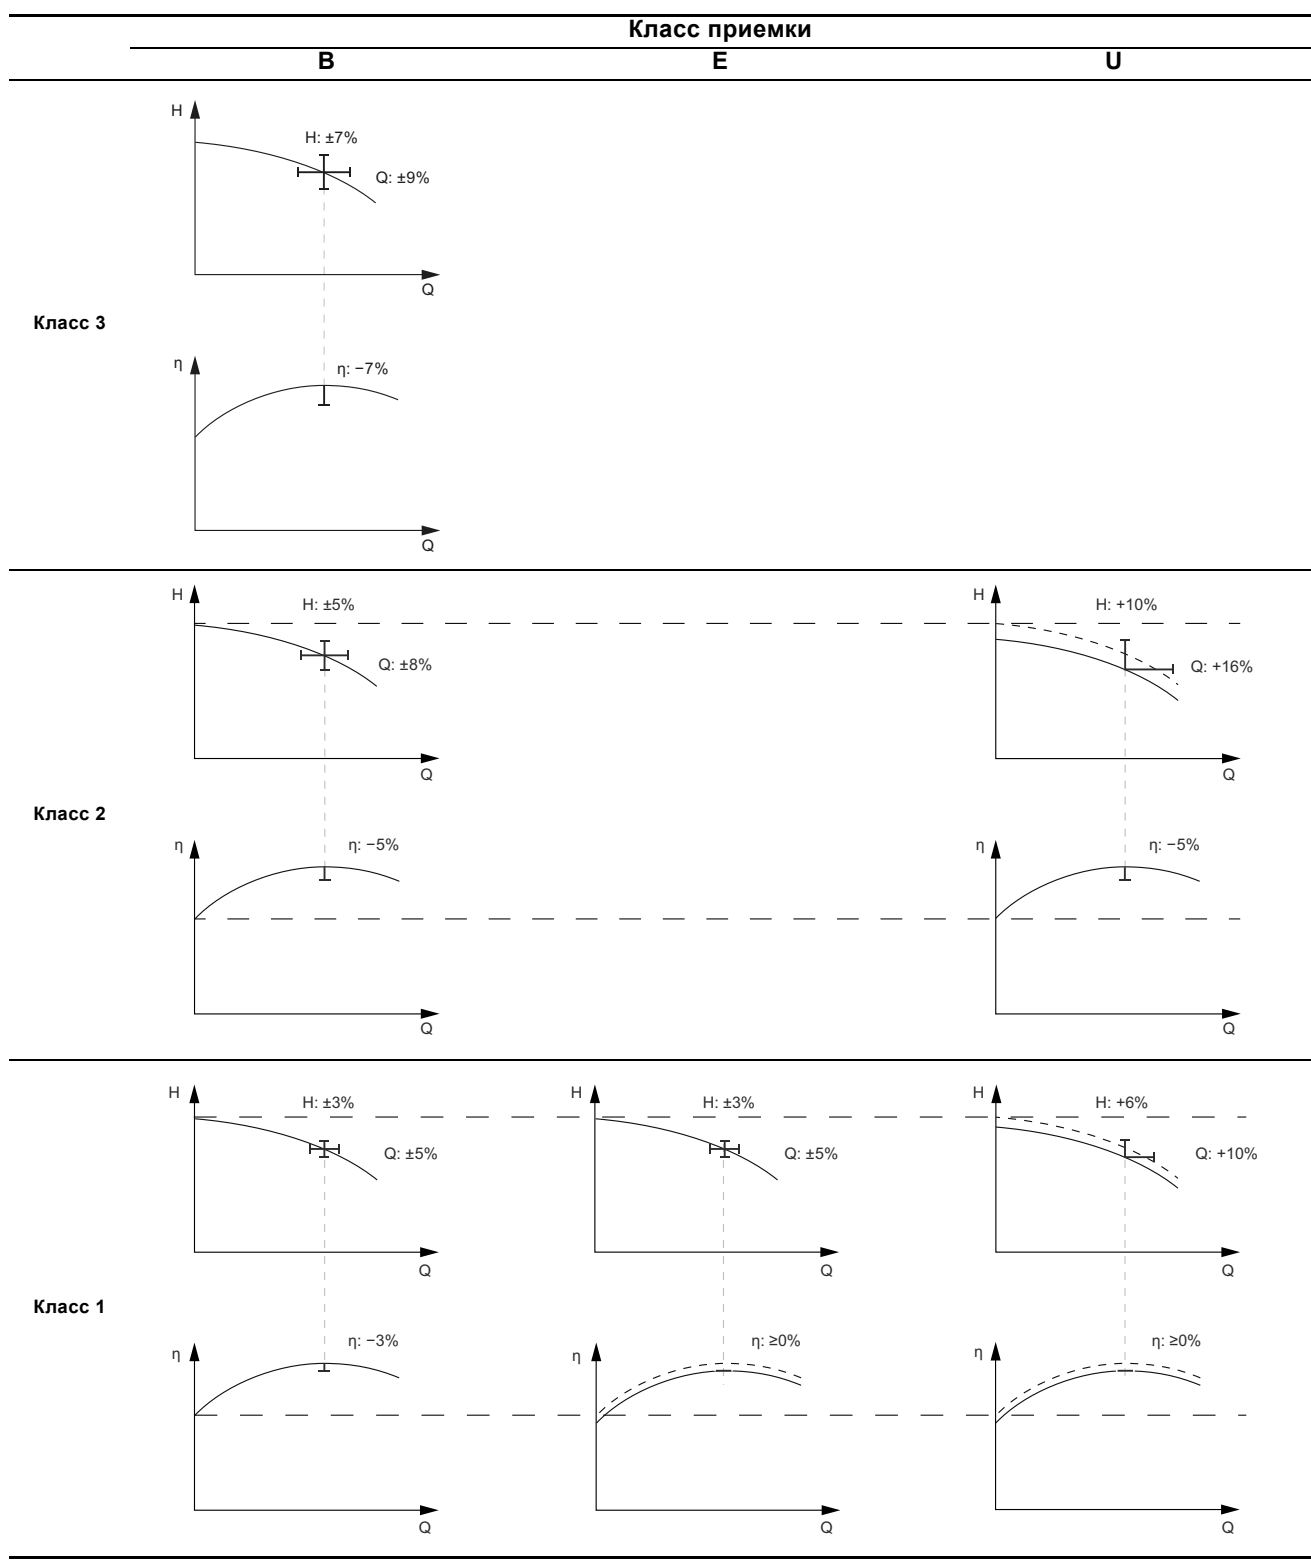 Класс приемки
B E U
H
H: ±7%
Q: ±9%
Q
Класс 3
η
η: −7%
Q
H H: ±5% H H: +10%
Q: ±8% Q: +16%
Q Q
Класс 2
η η: −5% η η: −5%
Q Q
H H: ±3% H H: ±3% H H: +6%
Q: ±5% Q: ±5% Q: +10%
Q Q Q
Класс 1
η η: −3% η η: ≥0% η η: ≥0%
Q Q Q